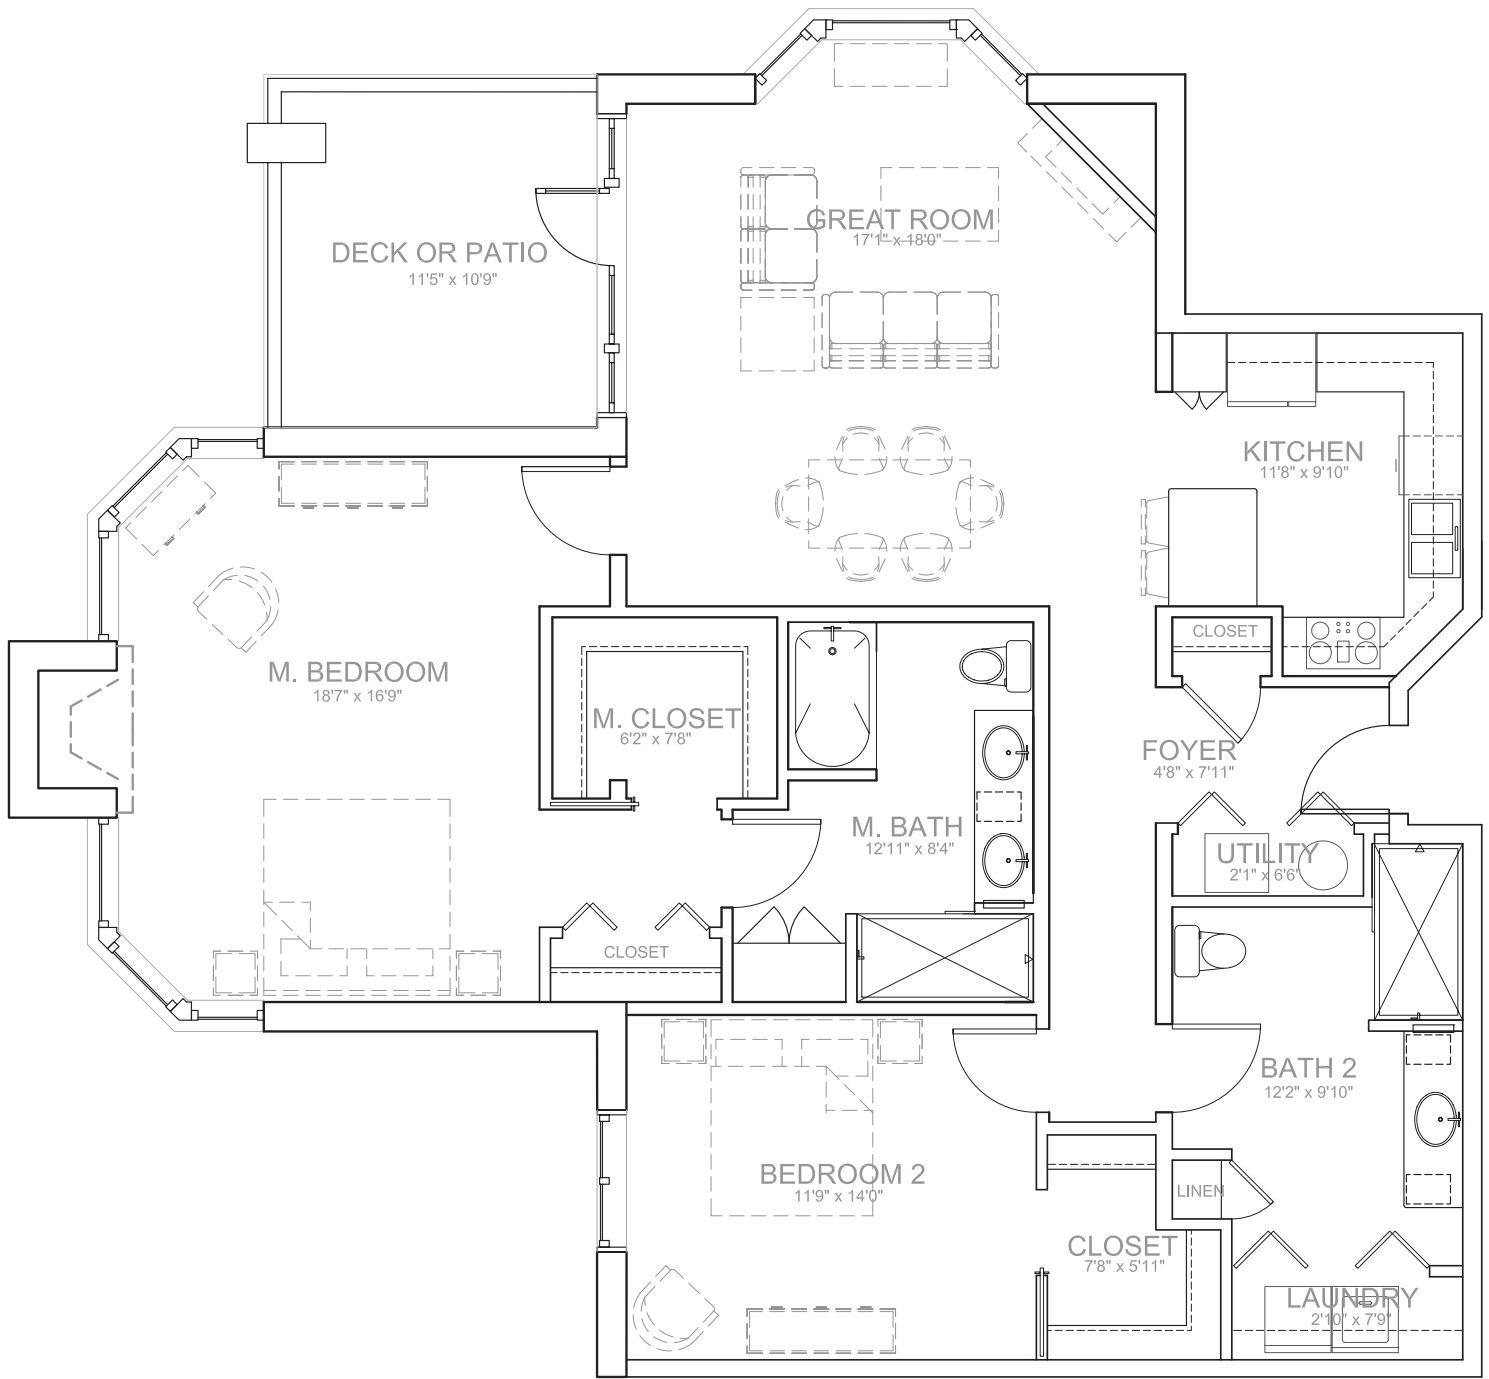 GREAT ROOM
17'1" x 18'0"
DECK OR PATIO
11'5" x 10'9"
KITCHEN
11'8" x 9'10"
CLOSET
M. BEDROOM
18'7" x 16'9"
M. CLOSET
6'2" x 7'8"
FOYER
4'8" x 7'11"
M. BATH
12'11" x 8'4"
UTILITY
2'1" x 6'6"
CLOSET
BATH 2
12'2" x 9'10"
BEDROOM 2
11'9" x 14'0"
LINEN
CLOSET
7'8" x 5'11"
LAUNDRY
2'10" x 7'9"